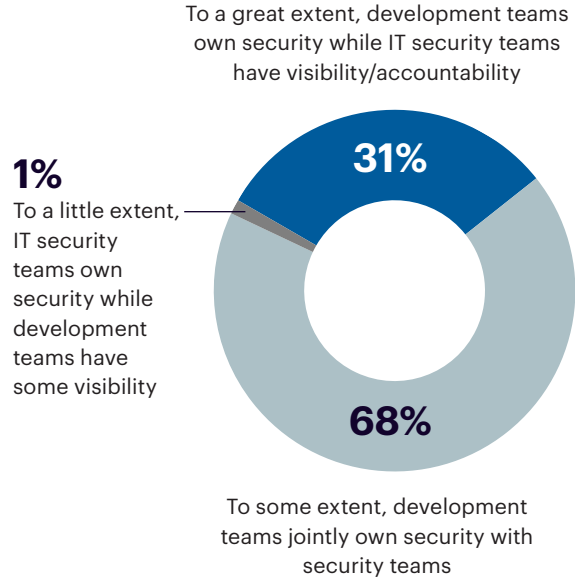 To a great extent, development teams
own security while IT security teams
have visibility/accountability
31%
1%
To a little extent,
IT security
teams own
security while
development
teams have
some visibility
68%
To some extent, development
teams jointly own security with
security teams